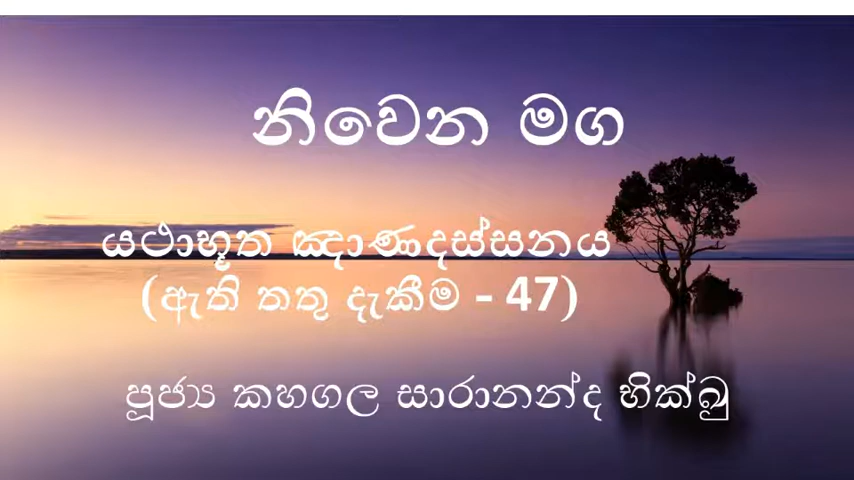 නිවෙන මග
යථාභූත ඤාණදස්සනය
(ඇති තතු දැකීම - 47)
පූජ්‍ය කහගල සාරානන්ද භික්ඛු